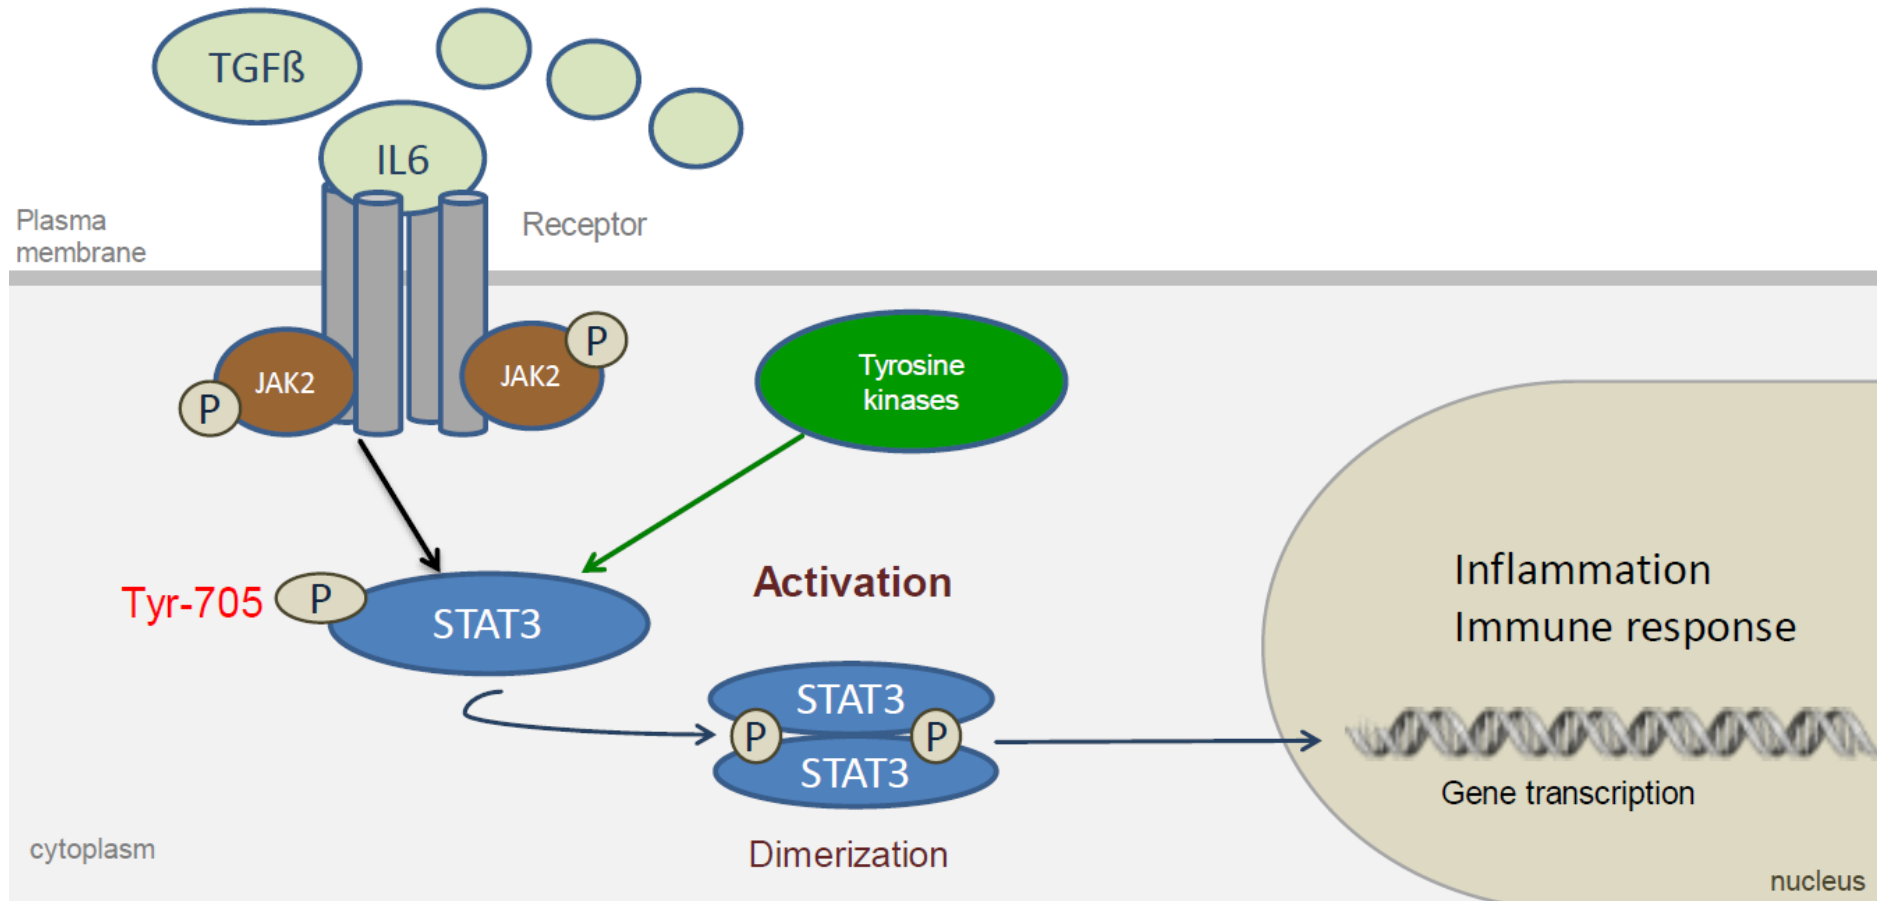 TGFß
IL6
Plasma
membrane
Receptor
P
JAK2
JAK2
P
Tyrosine
kinases
Tyr-705
P
STAT3
Activation
Inflammation
Immune response
STAT3
P
P
STAT3
Gene transcription
Dimerization
cytoplasm
nucleus